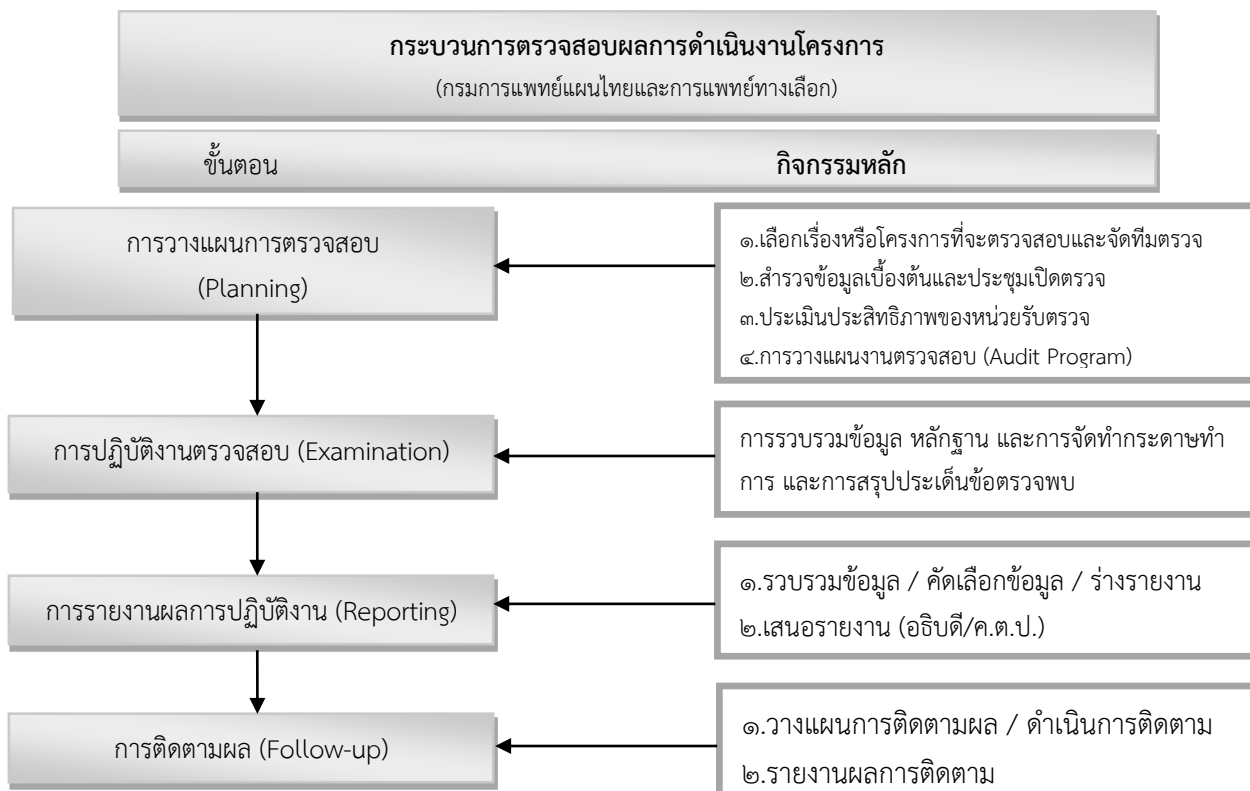 กระบวนการตรวจสอบผลการดำเนินงานโครงการ
(กรมการแพทย์แผนไทยและการแพทย์ทางเลือก)
ขั้นตอน
กิจกรรมหลัก
การวางแผนการตรวจสอบ
(Planning)
๑.เลือกเรื่องหรือโครงการที่จะตรวจสอบและจัดทีมตรวจ
๒.สำรวจข้อมูลเบื้องต้นและประชุมเปิดตรวจ
๓.ประเมินประสิทธิภาพของหน่วยรับตรวจ
๔.การวางแผนงานตรวจสอบ (Audit Program)
การปฏิบัติงานตรวจสอบ (Examination)
การรวบรวมข้อมูล หลักฐาน และการจัดทำกระดาษทำ
การ และการสรุปประเด็นข้อตรวจพบ
การรายงานผลการปฏิบัติงาน (Reporting)
๑.รวบรวมข้อมูล / คัดเลือกข้อมูล / ร่างรายงาน
๒.เสนอรายงาน (อธิบดี/ค.ต.ป.)
การติดตามผล (Follow-up)
๑.วางแผนการติดตามผล / ดำเนินการติดตาม
๒.รายงานผลการติดตาม